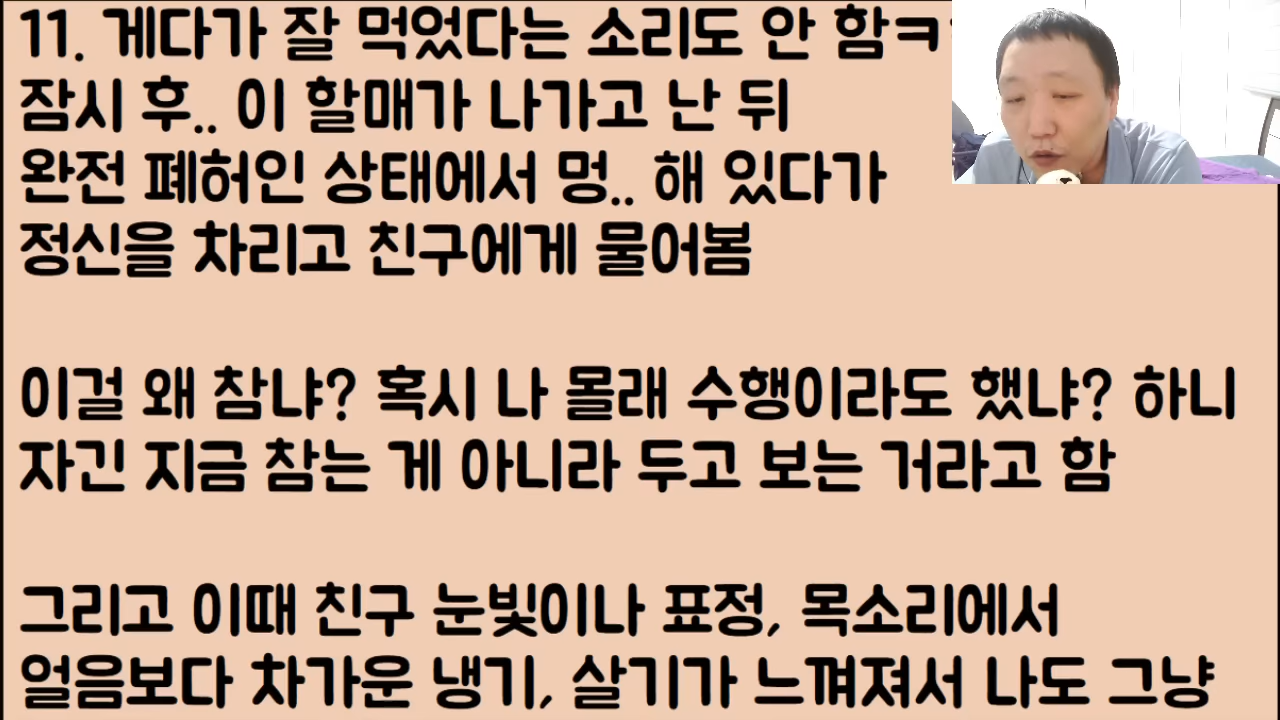 11. 게다가 잘 먹었다는 소리도 안 함ㅋ
잠시 후.. 이 할매가 나가고 난 뒤
완전 폐허인 상태에서 멍.. 해 있다가
정신을 차리고 친구에게 물어봄
이걸 왜 참냐? 혹시 나 몰래 수행이라도 했냐? 하니
자긴 지금 참는 게 아니라 두고 보는 거라고 함
그리고 이때 친구 눈빛이나 표정, 목소리에서
얼음보다 차가운 냉기, 살기가 느껴져서 나도 그냥